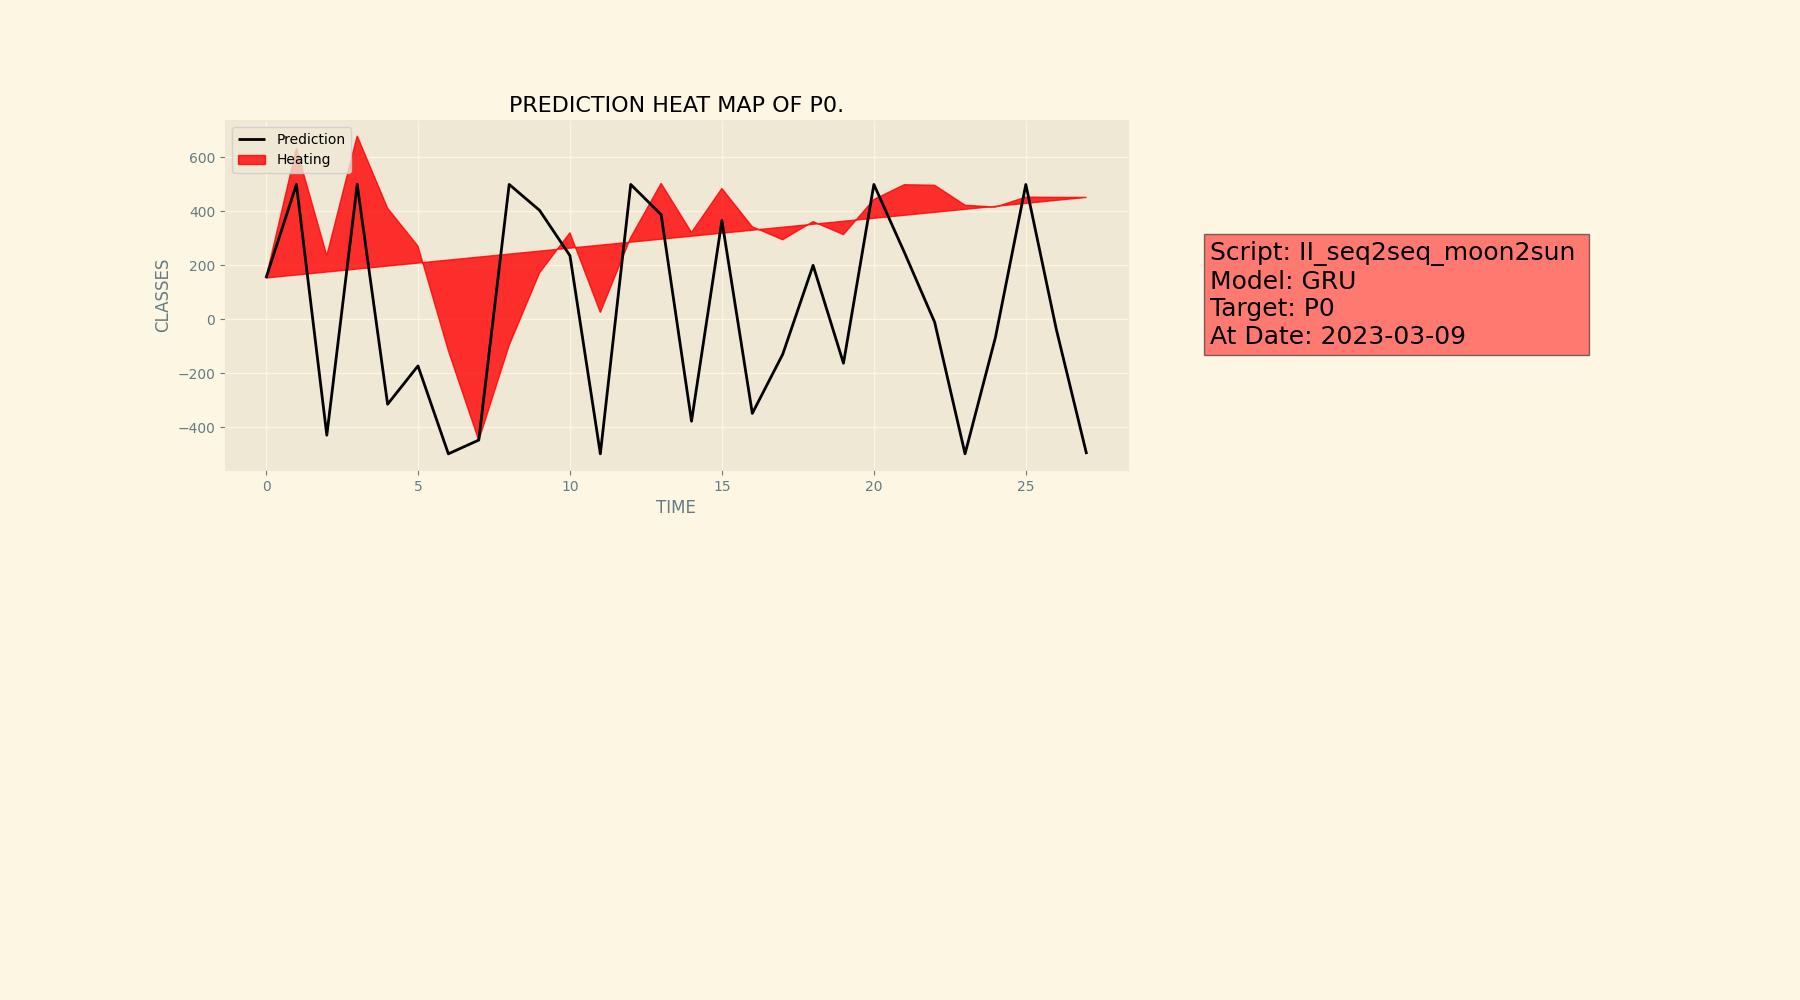 PREDICTION HEAT MAP OF P0.
Prediction
Heating
600
400
200
0
−200
−400
CLASSES
0 5 10 15 20 25
TIME
Script: II_seq2seq_moon2sun
Model: GRU
Target: P0
At Date: 2023-03-09